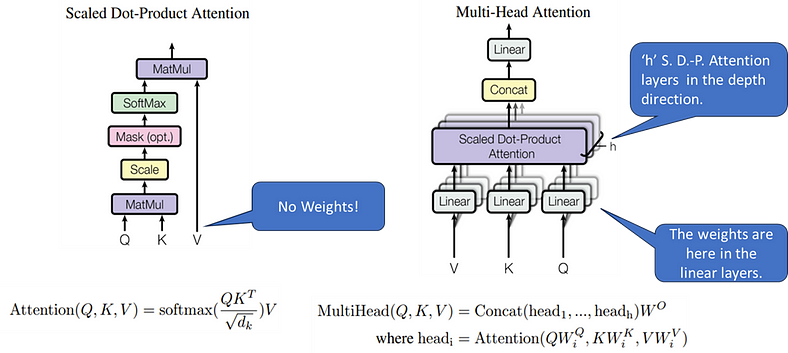 Scaled Dot-Product Attention
MatMul
SoftMax
Mask (opt.)
Scale
MatMul
Q K V
No Weights!
Multi-Head Attention
Linear
Concat
Scaled Dot-Product
Attention
h
Linear Linear Linear
V K Q
'h' S. D.-P. Attention
layers in the depth
direction.
The weights are
here in the
linear layers.
Attention(Q, K, V) = softmax(QK^T/√d_k)V
MultiHead(Q, K, V) = Concat(head_1, ..., head_h)W^O
where head_i = Attention(QW_i^Q, KW_i^K, VW_i^V)